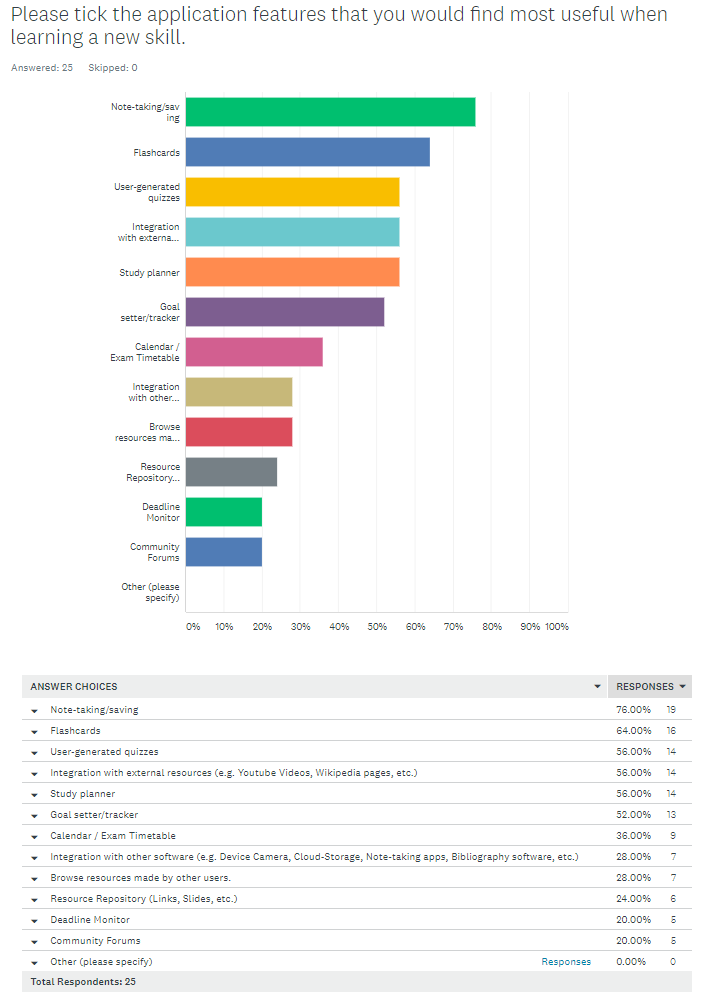 Please tick the application features that you would find most useful when
learning a new skill.
Answered: 25 Skipped: 0
Note-taking/sav
ing
Flashcards
User-generated
quizzes
Integration
with externa...
Study planner
Goal
setter/tracker
Calendar /
Exam Timetable
Integration
with other...
Browse
resources ma...
Resource
Repository...
Deadline
Monitor
Community
Forums
Other (please
specify)
0% 10% 20% 30% 40% 50% 60% 70% 80% 90% 100%
ANSWER CHOICES RESPONSES
Note-taking/saving 76.00% 19
Flashcards 64.00% 16
User-generated quizzes 56.00% 14
Integration with external resources (e.g. Youtube Videos, Wikipedia pages, etc.) 56.00% 14
Study planner 56.00% 14
Goal setter/tracker 52.00% 13
Calendar / Exam Timetable 36.00% 9
Integration with other software (e.g. Device Camera, Cloud-Storage, Note-taking apps, Bibliography software, etc.) 28.00% 7
Browse resources made by other users. 28.00% 7
Resource Repository (Links, Slides, etc.) 24.00% 6
Deadline Monitor 20.00% 5
Community Forums 20.00% 5
Other (please specify) Responses 0.00% 0
Total Respondents: 25